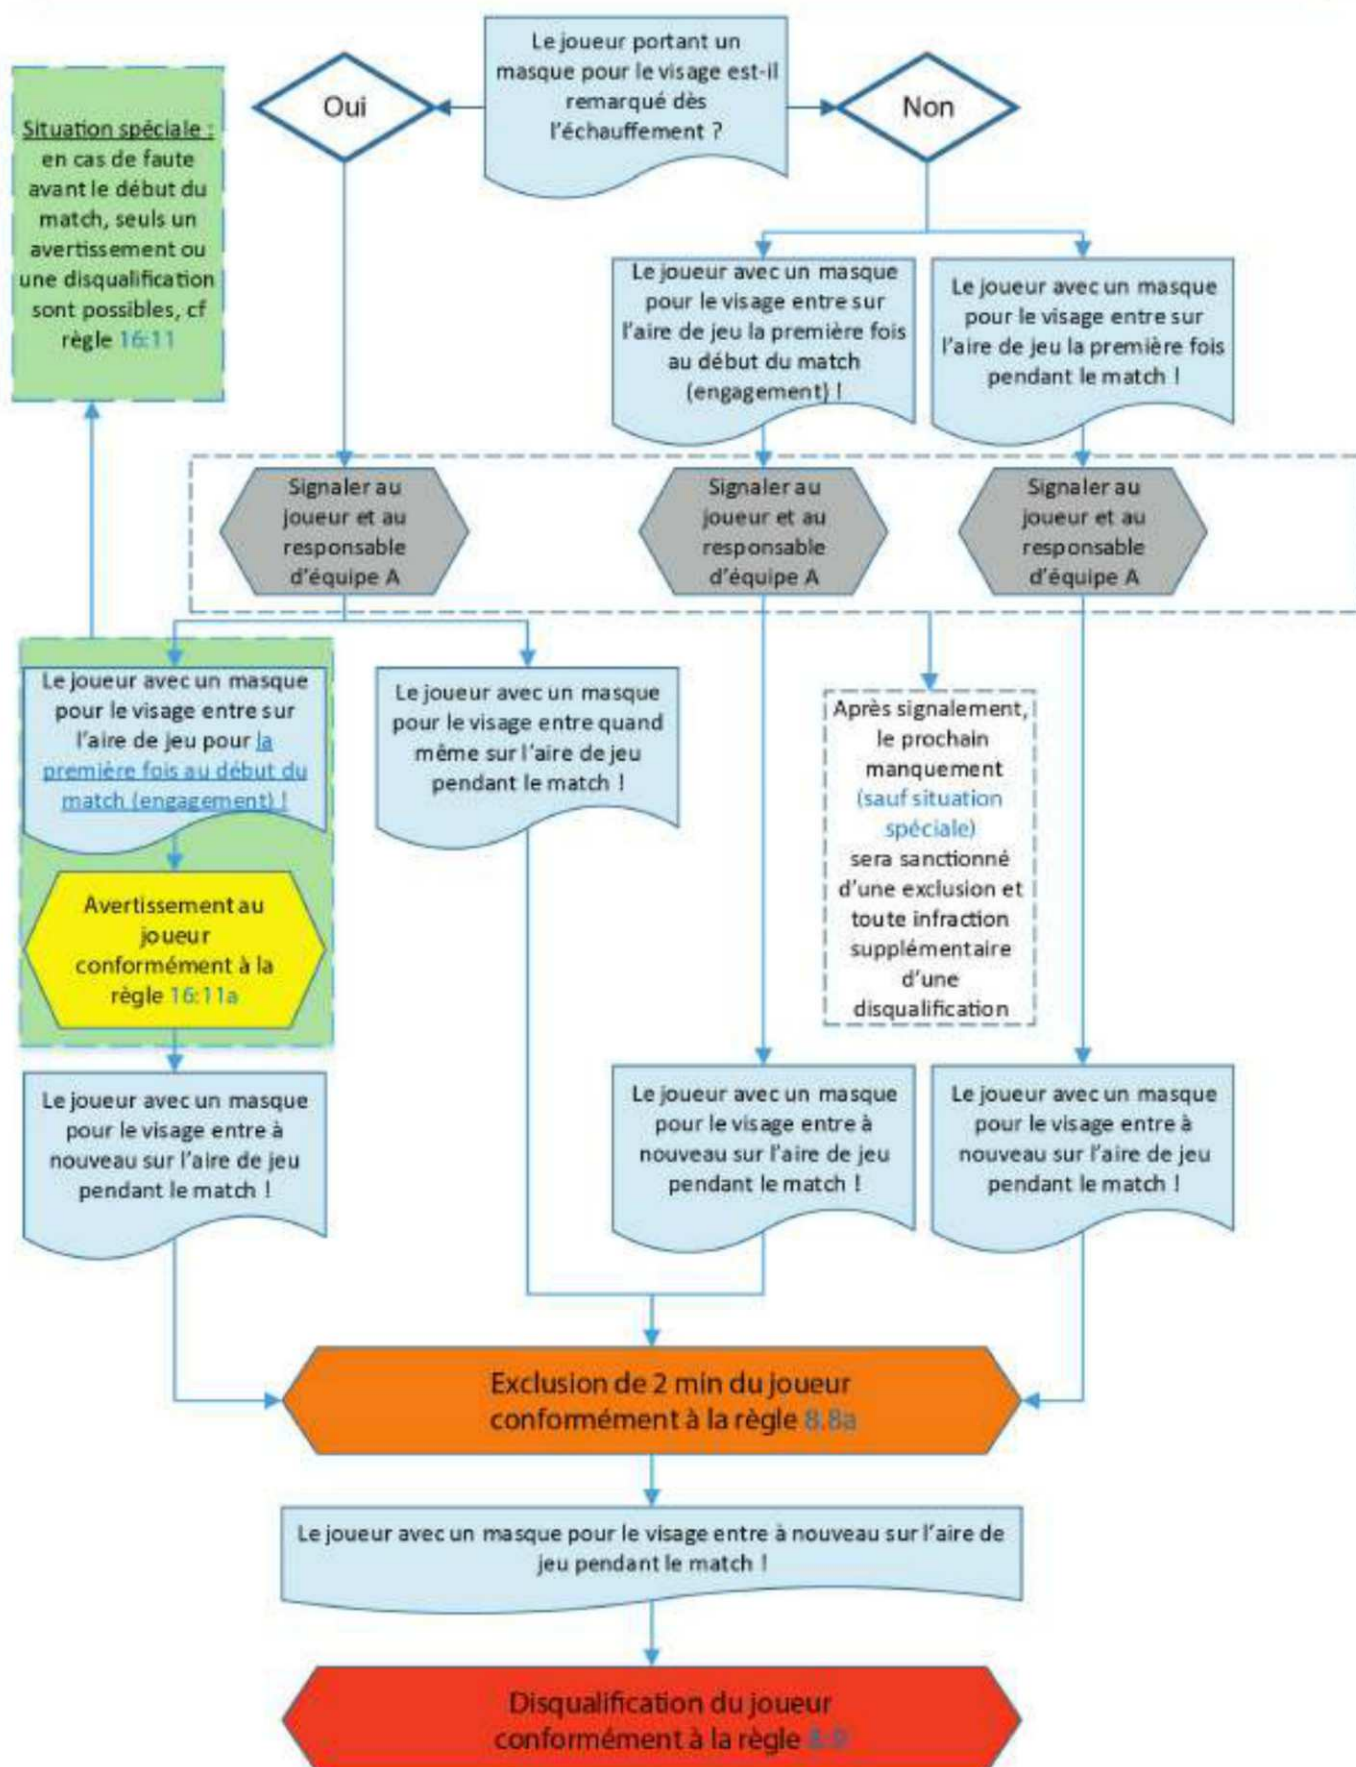 Le joueur portant un
masque pour le visage est-il
remarqué dès
l'échauffement ?
Oui
Non
Situation spéciale :
en cas de faute
avant le début du
match, seuls un
avertissement ou
une disqualification
sont possibles, cf
règle 16:11
Le joueur avec un masque
pour le visage entre sur
l'aire de jeu la première fois
au début du match
(engagement) !
Le joueur avec un masque
pour le visage entre sur
l'aire de jeu la première fois
pendant le match !
Signaler au
joueur et au
responsable
d'équipe A
Signaler au
joueur et au
responsable
d'équipe A
Signaler au
joueur et au
responsable
d'équipe A
Le joueur avec un masque
pour le visage entre sur
l'aire de jeu pour la
première fois au début du
match (engagement) !
Le joueur avec un masque
pour le visage entre quand
même sur l'aire de jeu
pendant le match !
Après signalement,
le prochain
manquement
(sauf situation
spéciale)
sera sanctionné
d'une exclusion et
toute infraction
supplémentaire
d'une
disqualification
Avertissement au
joueur
conformément à la
règle 16:11a
Le joueur avec un masque
pour le visage entre à
nouveau sur l'aire de jeu
pendant le match !
Le joueur avec un masque
pour le visage entre à
nouveau sur l'aire de jeu
pendant le match !
Le joueur avec un masque
pour le visage entre à
nouveau sur l'aire de jeu
pendant le match !
Exclusion de 2 min du joueur
conformément à la règle 8.8a
Le joueur avec un masque pour le visage entre à nouveau sur l'aire de
jeu pendant le match !
Disqualification du joueur
conformément à la règle